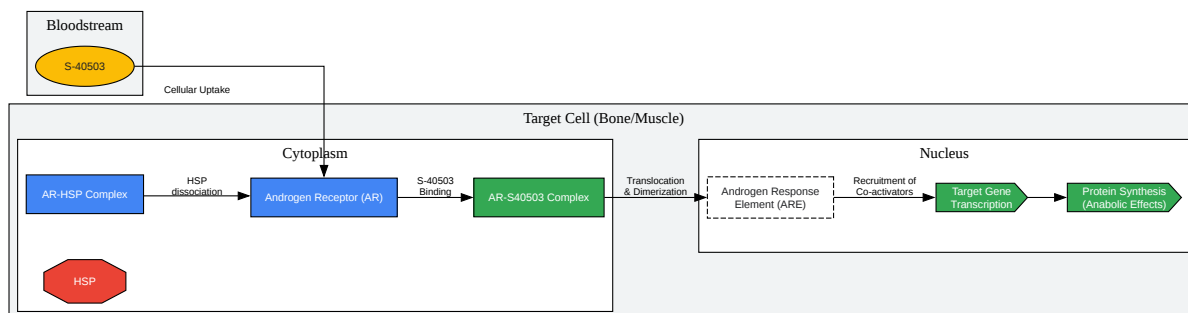 Bloodstream
S-40503
Cellular Uptake
Target Cell (Bone/Muscle)
Cytoplasm
Nucleus
AR-HSP Complex
HSP
dissociation
Androgen Receptor (AR)
S-40503
Binding
AR-S40503 Complex
Translocation
& Dimerization
Androgen Response
Element (ARE)
Recruitment of
Co-activators
Target Gene
Transcription
Protein Synthesis
(Anabolic Effects)
HSP